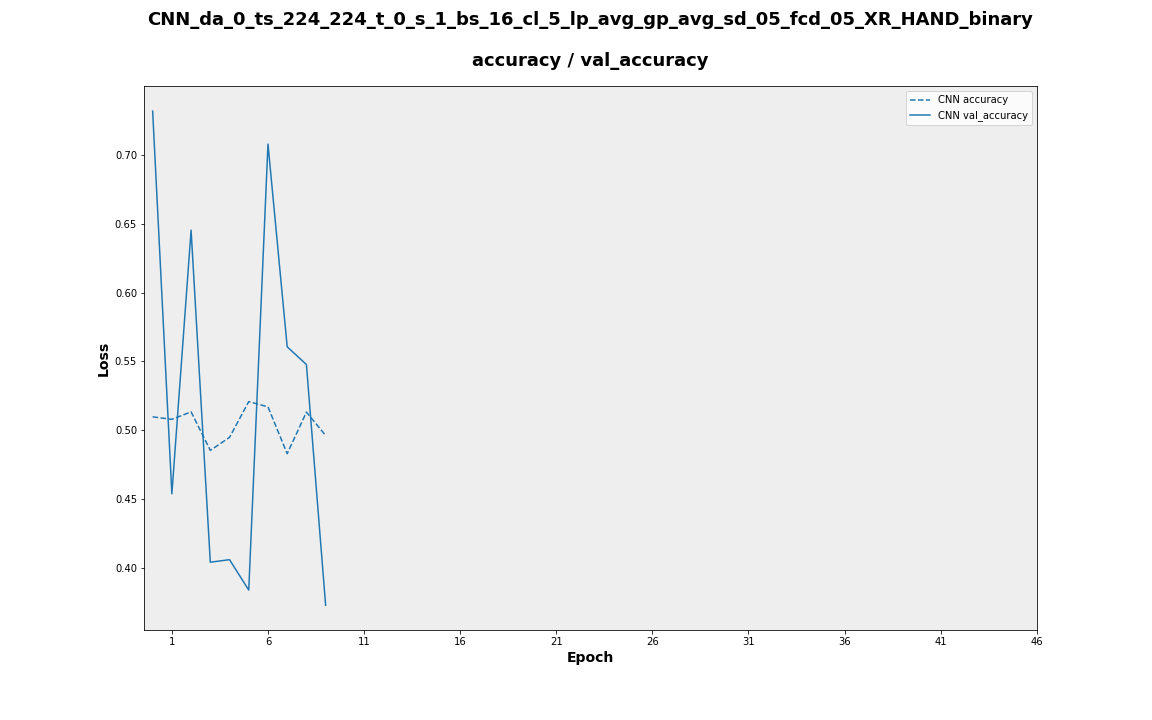 CNN_da_0_ts_224_224_t_0_s_1_bs_16_cl_5_lp_avg_gp_avg_sd_05_fcd_05_XR_HAND_binary
accuracy / val_accuracy
CNN accuracy
CNN val_accuracy
0.70
0.65
0.60
0.55
0.50
0.45
0.40
Loss
1 6 11 16 21 26 31 36 41 46
Epoch